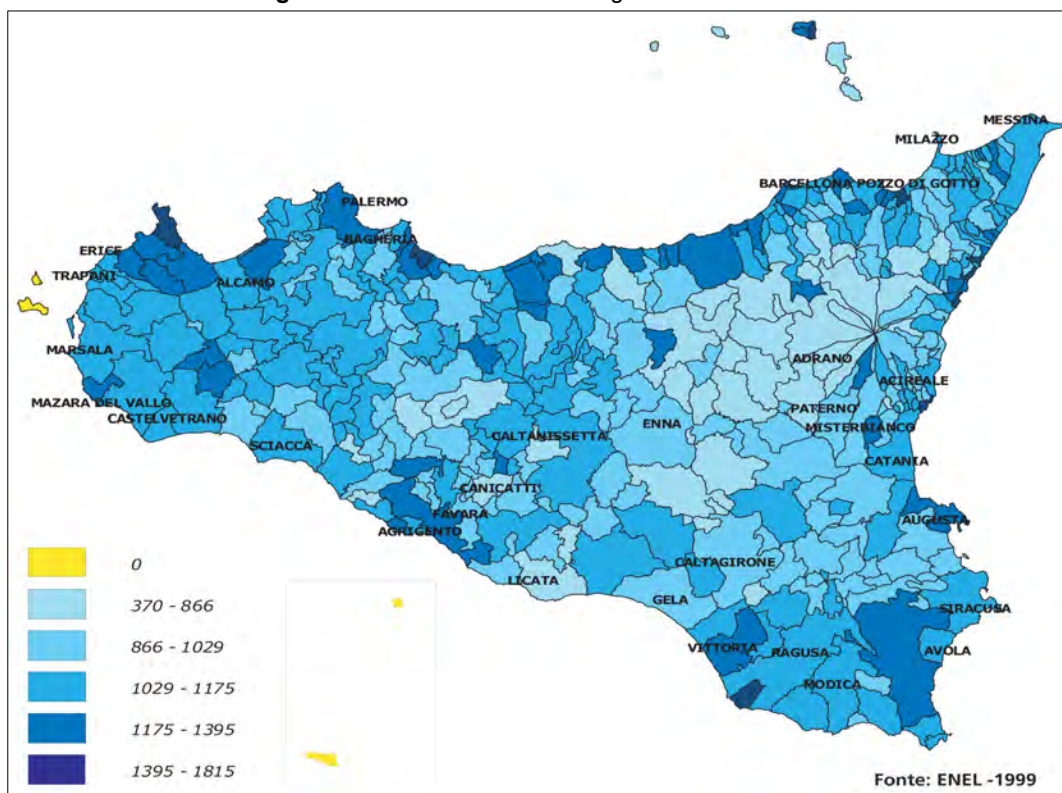 MESSINA
MILAZZO
BARCELLONA POZZO DI GOTTO
PALERMO
BAGHERIA
ERICE
TRAPANI
ALCAMO
MARSALA
ADRANO
ACIREALE
MAZARA DEL VALLO
CASTELVETRANO
PATERNO'
MISTERBIANCO
ENNA
SCIACCA
CALTANISSETTA
CATANIA
CANICATTI'
FAVARA
AUGUSTA
AGRIGENTO
CALTAGIRONE
LICATA
GELA
SIRACUSA
VITTORIA
RAGUSA
AVOLA
MODICA
0
370 - 866
866 - 1029
1029 - 1175
1175 - 1395
1395 - 1815
Fonte: ENEL -1999